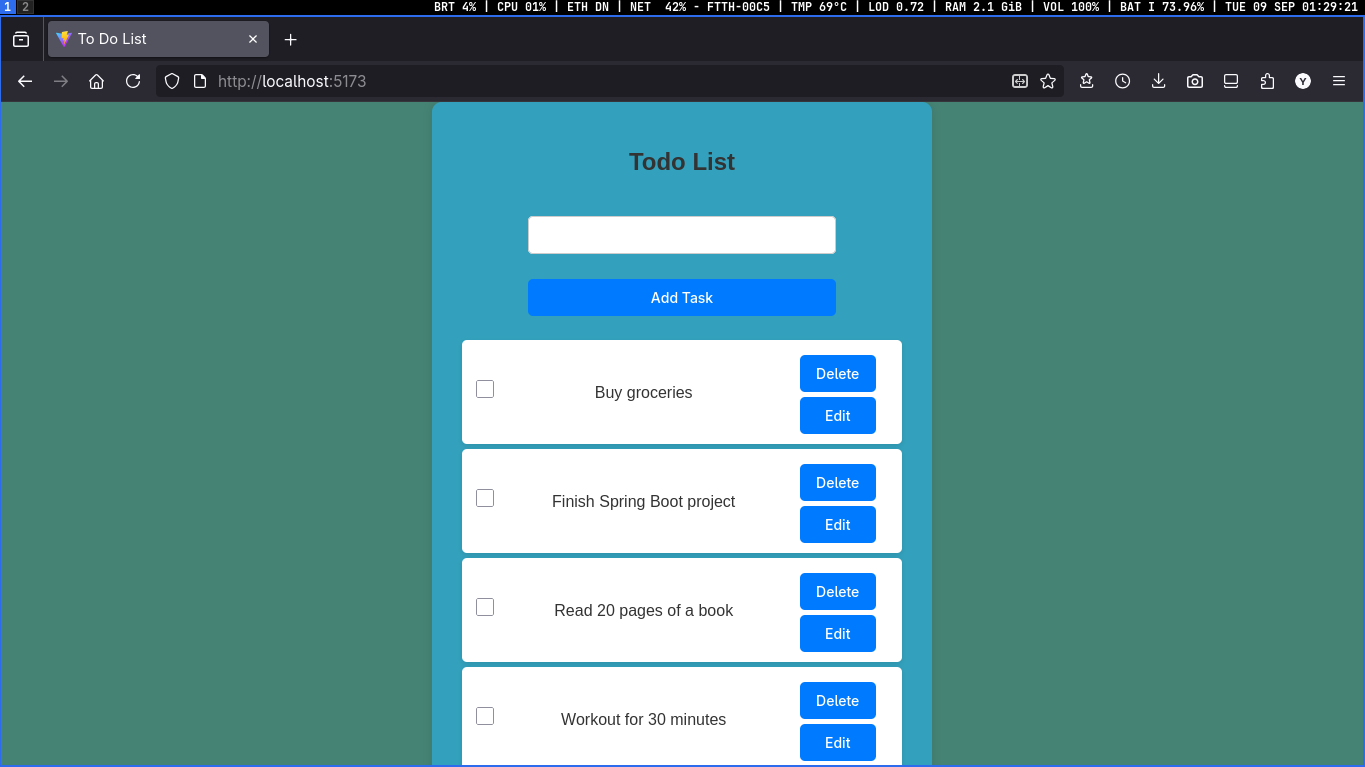 1 2 BRT 4% | CPU 01% | ETH DN | NET  42% - FTTH-00C5 | TMP 69°C | LOD 0.72 | RAM 2.1 GiB | VOL 100% | BAT I 73.96% | TUE 09 SEP 01:29:21
To Do List
http://localhost:5173
Y
Todo List
Add Task
Delete
Buy groceries
Edit
Delete
Finish Spring Boot project
Edit
Delete
Read 20 pages of a book
Edit
Delete
Workout for 30 minutes
Edit